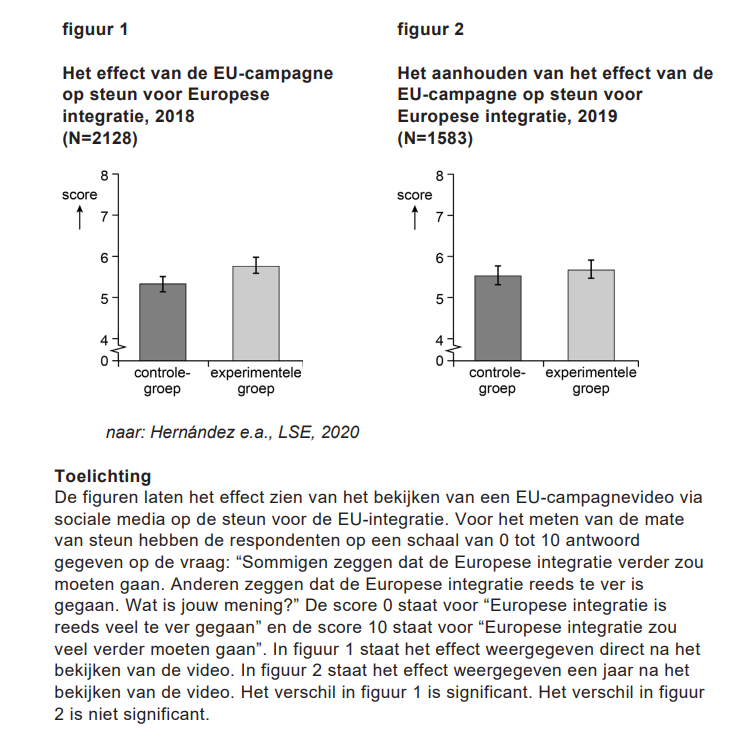 figuur 1
Het effect van de EU-campagne
op steun voor Europese
integratie, 2018
(N=2128)
8
score
7
6
5
4
0
controle-
groep
experimentele
groep
figuur 2
Het aanhouden van het effect van de
EU-campagne op steun voor
Europese integratie, 2019
(N=1583)
8
score
7
6
5
4
0
controle-
groep
experimentele
groep
naar: Hernández e.a., LSE, 2020
Toelichting
De figuren laten het effect zien van het bekijken van een EU-campagnevideo via
sociale media op de steun voor de EU-integratie. Voor het meten van de mate
van steun hebben de respondenten op een schaal van 0 tot 10 antwoord
gegeven op de vraag: “Sommigen zeggen dat de Europese integratie verder zou
moeten gaan. Anderen zeggen dat de Europese integratie reeds te ver is
gegaan. Wat is jouw mening?” De score 0 staat voor “Europese integratie is
reeds veel te ver gegaan” en de score 10 staat voor “Europese integratie zou
veel verder moeten gaan”. In figuur 1 staat het effect weergegeven direct na het
bekijken van de video. In figuur 2 staat het effect weergegeven een jaar na het
bekijken van de video. Het verschil in figuur 1 is significant. Het verschil in figuur
2 is niet significant.